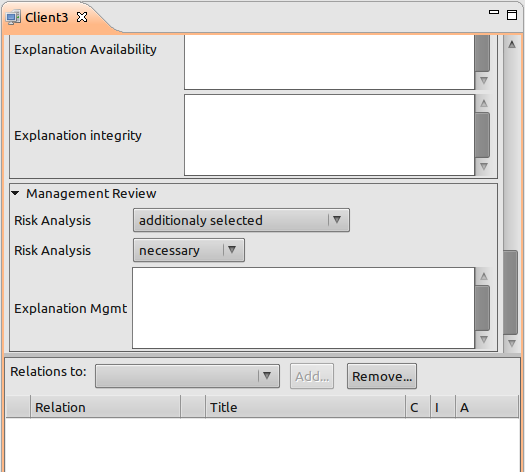 Client3
Explanation Availability
Explanation integrity
Management Review
Risk Analysis additionaly selected
Risk Analysis necessary
Explanation Mgmt
Relations to: Add... Remove...
Relation Title C I A